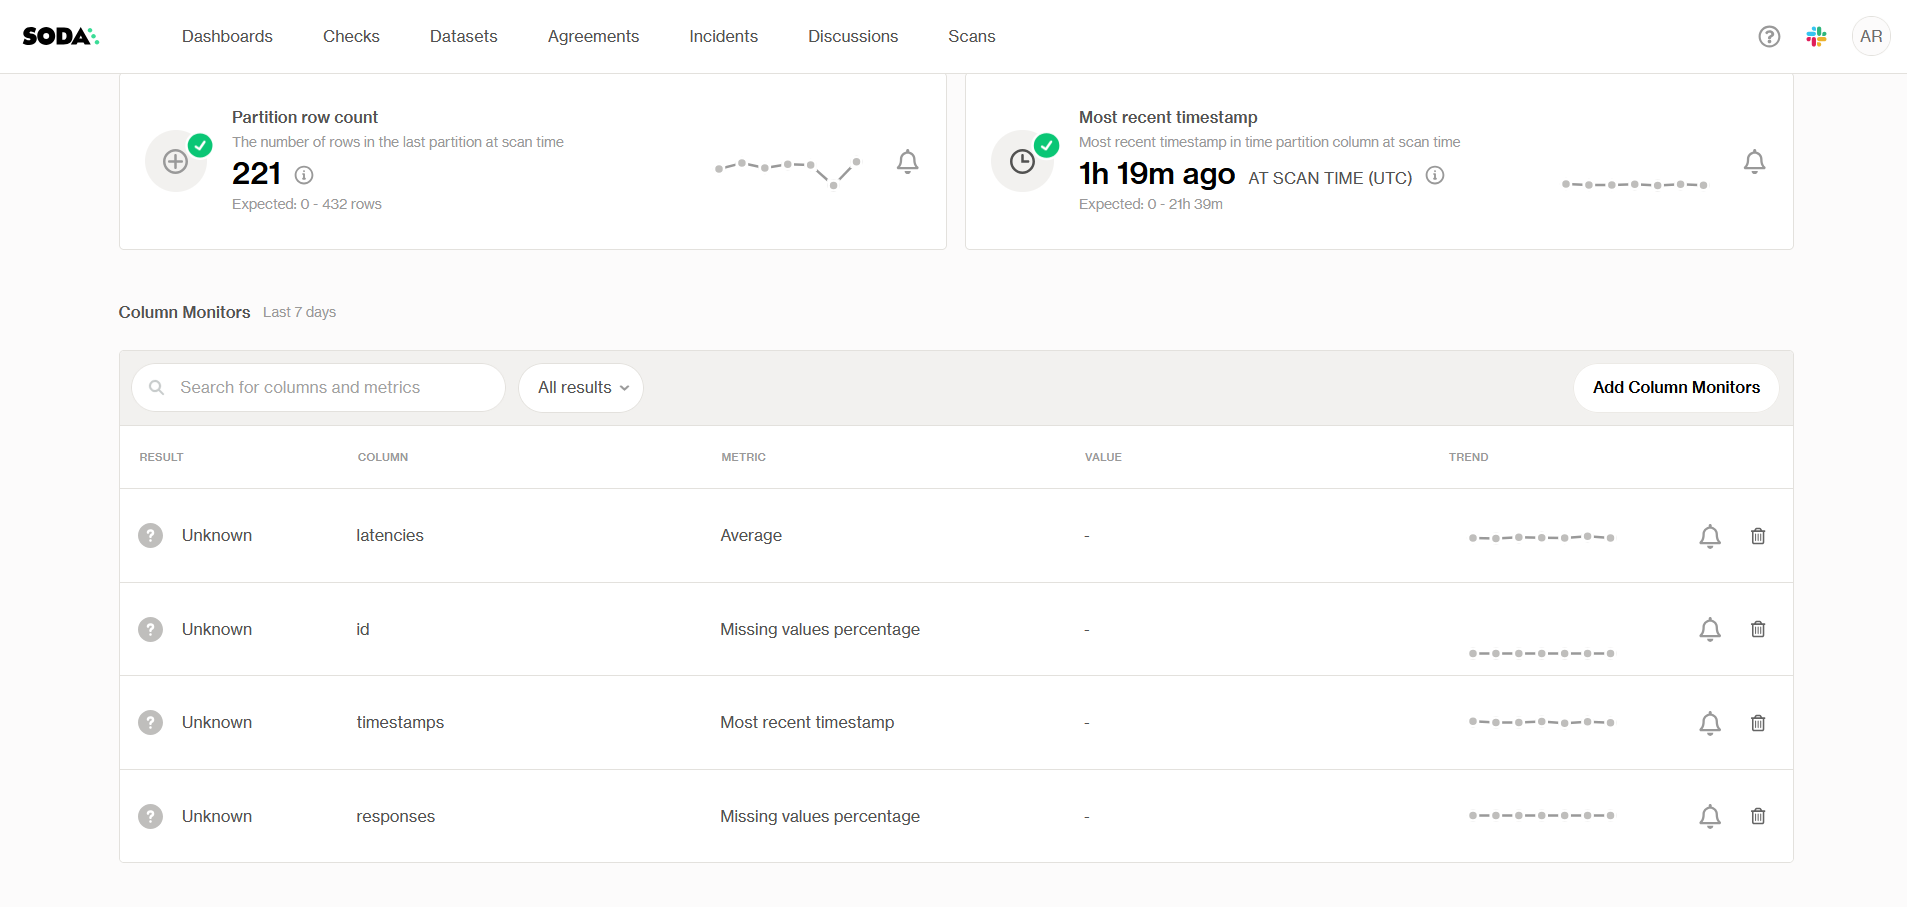 SODA
Dashboards
Checks
Datasets
Agreements
Incidents
Discussions
Scans
AR
Partition row count
The number of rows in the last partition at scan time
221
Expected: 0 - 432 rows
Most recent timestamp
Most recent timestamp in time partition column at scan time
1h 19m ago AT SCAN TIME (UTC)
Expected: 0 - 21h 39m
Column Monitors Last 7 days
Search for columns and metrics
All results
Add Column Monitors
RESULT COLUMN METRIC VALUE TREND
Unknown latencies Average -
Unknown id Missing values percentage -
Unknown timestamps Most recent timestamp -
Unknown responses Missing values percentage -